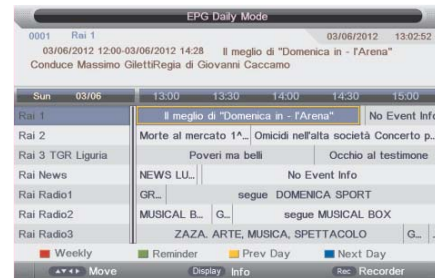 EPG Daily Mode
0001 Rai 1 03/06/2012 13:02:52
03/06/2012 12:00-03/06/2012 14:28 Il meglio di "Domenica in - l'Arena"
Conduce Massimo GilettiRegia di Giovanni Caccamo
Sun 03/06 13:00 13:30 14:00 14:30 15:00
Rai 1 Il meglio di "Domenica in - l'Arena" No Event Info
Rai 2 Morte al mercato 1^... Omicidi nell'alta società Concerto p...
Rai 3 TGR Liguria Poveri ma belli Occhio al testimone
Rai News NEWS LU... No Event Info
Rai Radio1 GR... segue DOMENICA SPORT
Rai Radio2 MUSICAL B... G... segue MUSICAL BOX
Rai Radio3 ZAZA. ARTE, MUSICA, SPETTACOLO G...
Weekly Reminder Prev Day Next Day
Move Display Info Rec Recorder